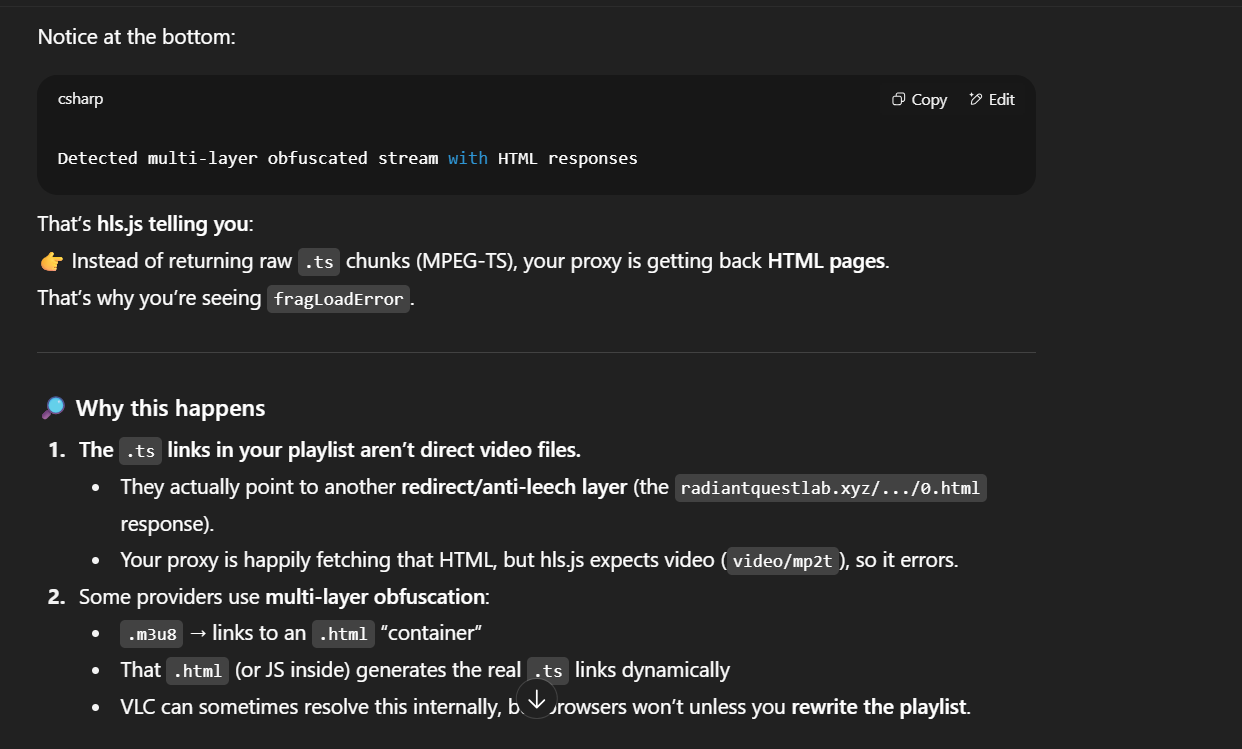 Notice at the bottom:
csharp
Copy
Edit
Detected multi-layer obfuscated stream with HTML responses
That’s hls.js telling you:
👉 Instead of returning raw .ts chunks (MPEG-TS), your proxy is getting back HTML pages.
That’s why you’re seeing fragLoadError.
🔎 Why this happens
1. The .ts links in your playlist aren’t direct video files.
• They actually point to another redirect/anti-leech layer (the radiantquestlab.xyz/.../0.html
response).
• Your proxy is happily fetching that HTML, but hls.js expects video (video/mp2t), so it errors.
2. Some providers use multi-layer obfuscation:
• .m3u8 → links to an .html “container”
• That .html (or JS inside) generates the real .ts links dynamically
• VLC can sometimes resolve this internally, browsers won’t unless you rewrite the playlist.